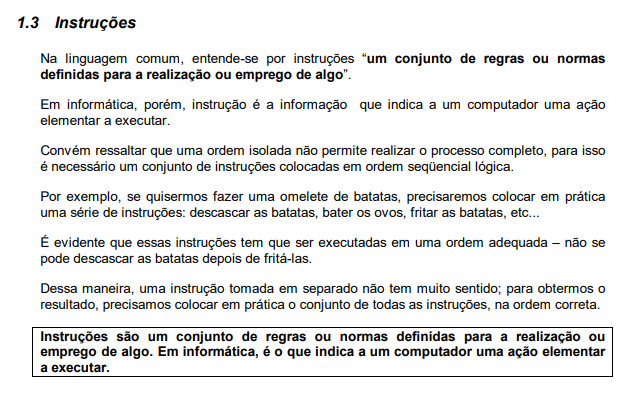 1.3 Instruções
Na linguagem comum, entende-se por instruções “um conjunto de regras ou normas
definidas para a realização ou emprego de algo”.
Em informática, porém, instrução é a informação que indica a um computador uma ação
elementar a executar.
Convém ressaltar que uma ordem isolada não permite realizar o processo completo, para isso
é necessário um conjunto de instruções colocadas em ordem seqüencial lógica.
Por exemplo, se quisermos fazer uma omelete de batatas, precisaremos colocar em prática
uma série de instruções: descascar as batatas, bater os ovos, fritar as batatas, etc...
É evidente que essas instruções tem que ser executadas em uma ordem adequada – não se
pode descascar as batatas depois de fritá-las.
Dessa maneira, uma instrução tomada em separado não tem muito sentido; para obtermos o
resultado, precisamos colocar em prática o conjunto de todas as instruções, na ordem correta.
Instruções são um conjunto de regras ou normas definidas para a realização ou
emprego de algo. Em informática, é o que indica a um computador uma ação elementar
a executar.